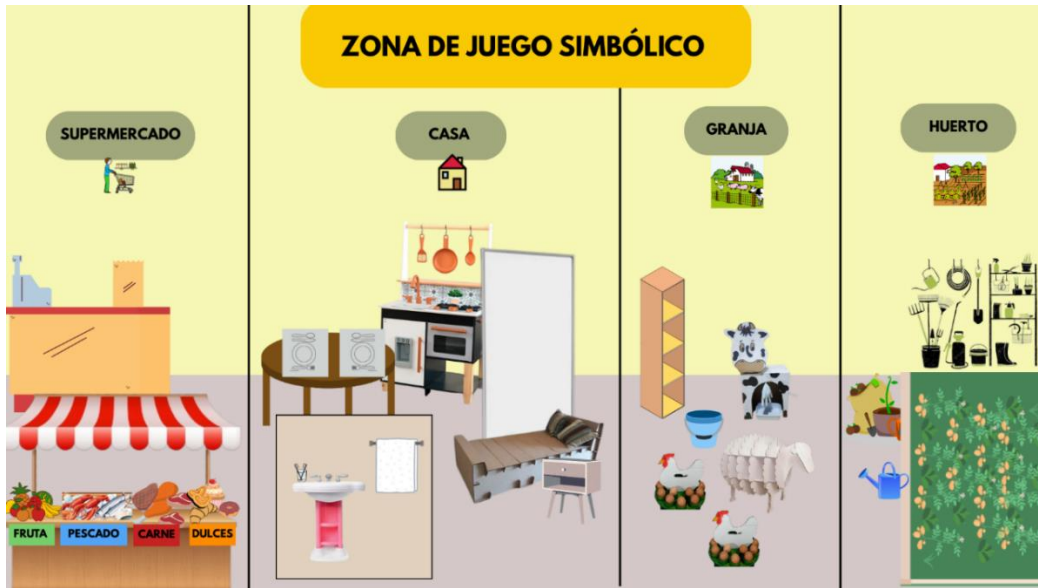 ZONA DE JUEGO SIMBÓLICO
SUPERMERCADO
CASA
GRANJA
HUERTO
FRUTA
PESCADO
CARNE
DULCES